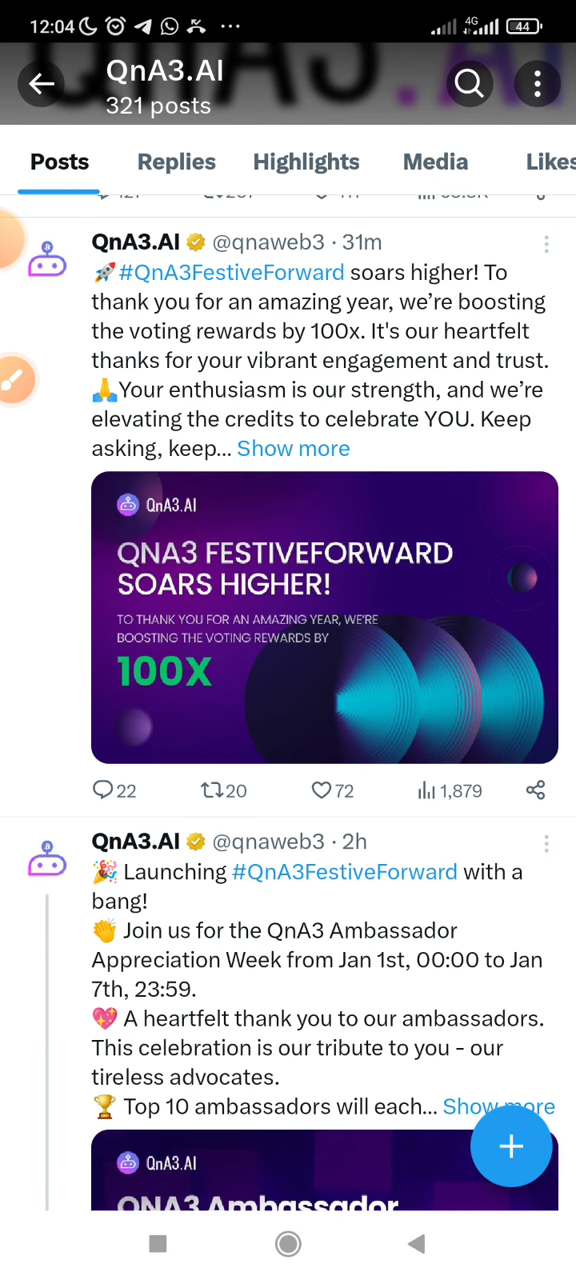 12:04
4G
44
QnA3.AI
321 posts
Posts Replies Highlights Media Likes
QnA3.AI @qnaweb3 · 31m
🚀#QnA3FestiveForward soars higher! To
thank you for an amazing year, we’re boosting
the voting rewards by 100x. It's our heartfelt
thanks for your vibrant engagement and trust.
🙏Your enthusiasm is our strength, and we’re
elevating the credits to celebrate YOU. Keep
asking, keep... Show more
QnA3.AI
QNA3 FESTIVEFORWARD
SOARS HIGHER!
TO THANK YOU FOR AN AMAZING YEAR, WE'RE
BOOSTING THE VOTING REWARDS BY
100X
22 20 72 1,879
QnA3.AI @qnaweb3 · 2h
🎉 Launching #QnA3FestiveForward with a
bang!
👏 Join us for the QnA3 Ambassador
Appreciation Week from Jan 1st, 00:00 to Jan
7th, 23:59.
💖 A heartfelt thank you to our ambassadors.
This celebration is our tribute to you - our
tireless advocates.
🏆 Top 10 ambassadors will each... Show more
QnA3.AI
QNA3 Ambassador